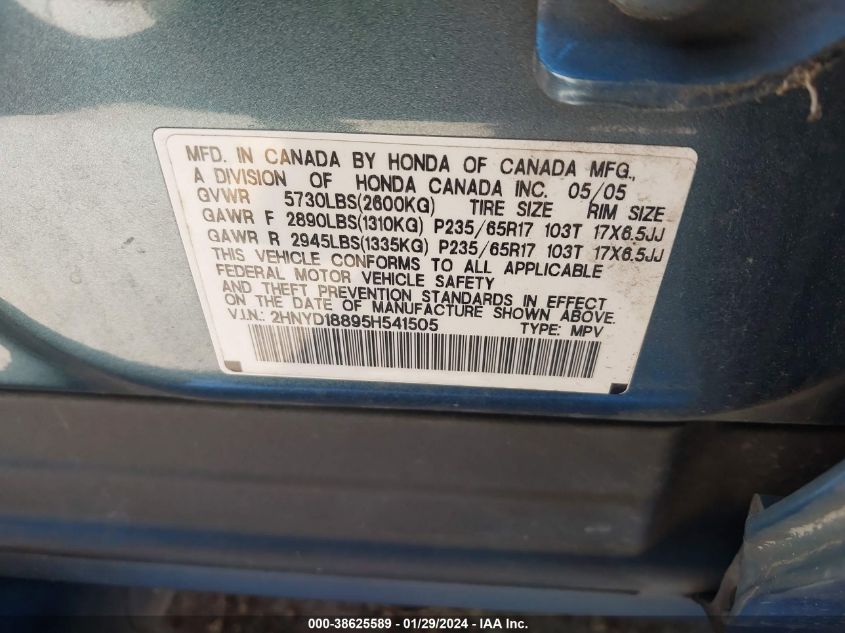 MFD. IN CANADA BY HONDA OF CANADA MFG.,
A DIVISION OF HONDA CANADA INC. 05/05
GVWR 5730LBS(2600KG) TIRE SIZE RIM SIZE
GAWR F 2890LBS(1310KG) P235/65R17 103T 17X6.5JJ
GAWR R 2945LBS(1335KG) P235/65R17 103T 17X6.5JJ
THIS VEHICLE CONFORMS TO ALL APPLICABLE
FEDERAL MOTOR VEHICLE SAFETY
AND THEFT PREVENTION STANDARDS IN EFFECT
ON THE DATE OF MANUFACTURE SHOWN ABOVE.
V.I.N.: 2HNYD18895H541505 TYPE: MPV
000-38625589 - 01/29/2024 - IAA Inc.